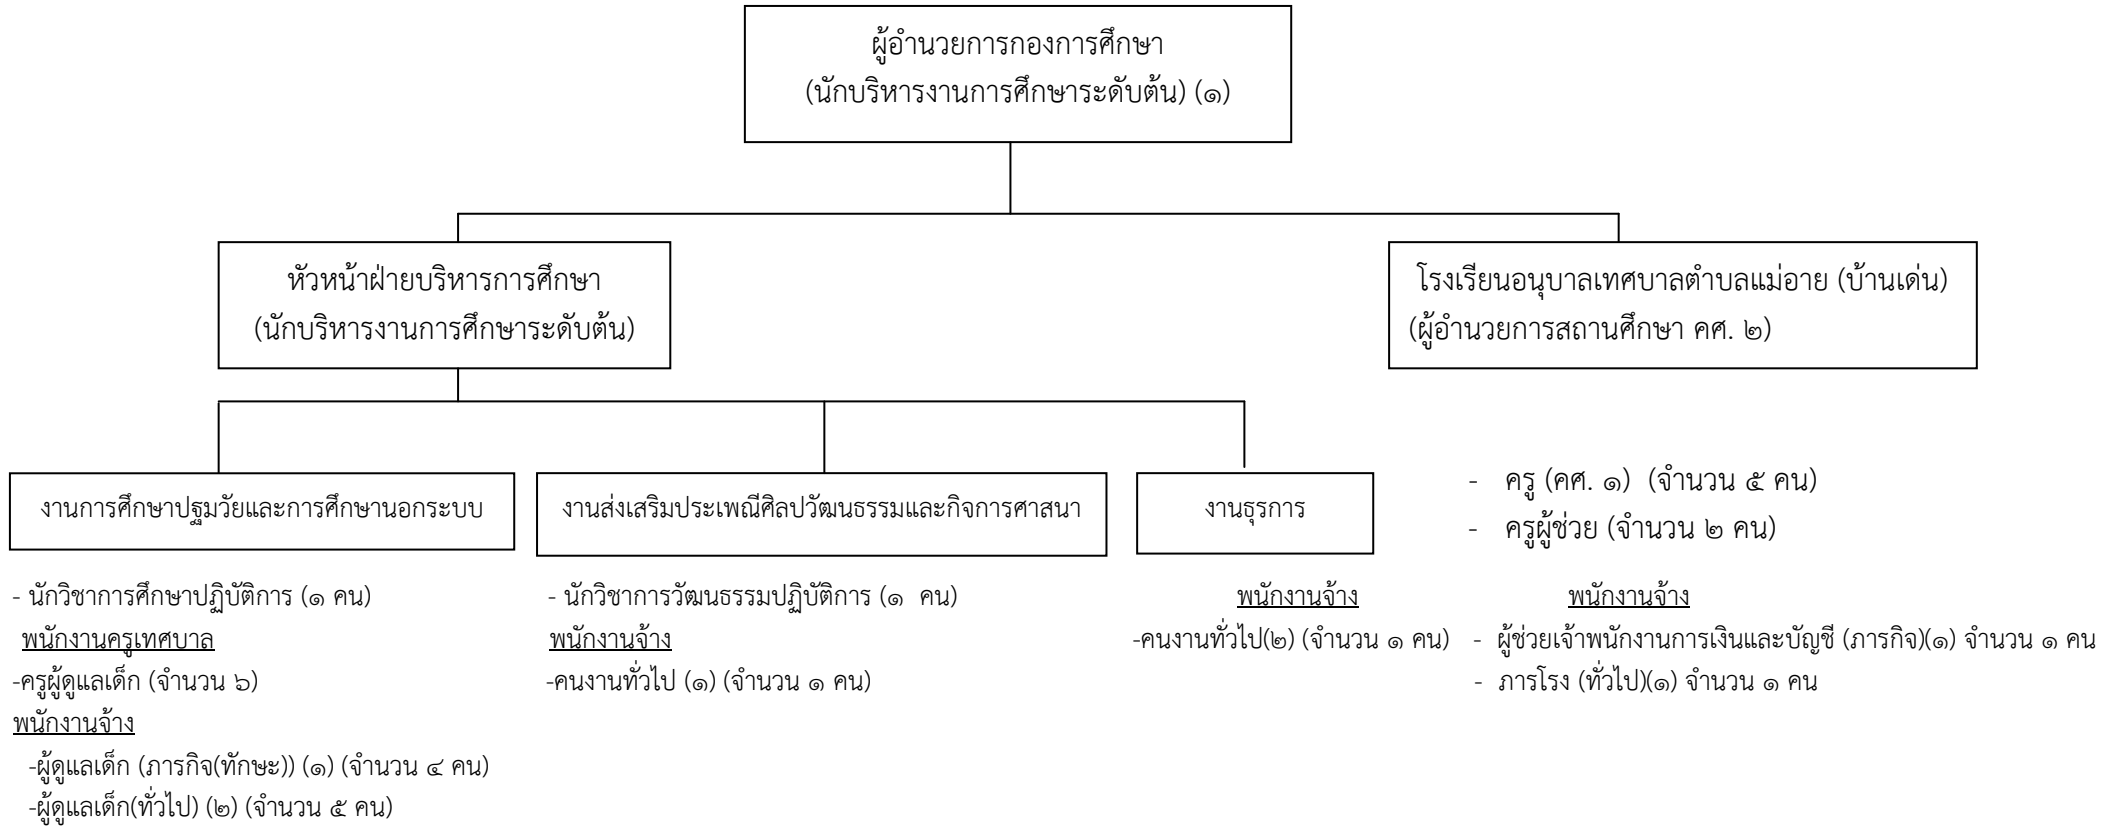 ผู้อำนวยการกองการศึกษา
(นักบริหารงานการศึกษาระดับต้น) (๑)
หัวหน้าฝ่ายบริหารการศึกษา
(นักบริหารงานการศึกษาระดับต้น)
โรงเรียนอนุบาลเทศบาลตำบลแม่อาย (บ้านเด่น)
(ผู้อำนวยการสถานศึกษา คศ. ๒)
งานการศึกษาปฐมวัยและการศึกษานอกระบบ
- นักวิชาการศึกษาปฏิบัติการ (๑ คน)
พนักงานครูเทศบาล
-ครูผู้ดูแลเด็ก (จำนวน ๖)
พนักงานจ้าง
-ผู้ดูแลเด็ก (ภารกิจ(ทักษะ)) (๑) (จำนวน ๔ คน)
-ผู้ดูแลเด็ก(ทั่วไป) (๒) (จำนวน ๕ คน)
งานส่งเสริมประเพณีศิลปวัฒนธรรมและกิจการศาสนา
- นักวิชาการวัฒนธรรมปฏิบัติการ (๑ คน)
พนักงานจ้าง
-คนงานทั่วไป (๑) (จำนวน ๑ คน)
งานธุรการ
พนักงานจ้าง
-คนงานทั่วไป(๒) (จำนวน ๑ คน)
- ครู (คศ. ๑) (จำนวน ๕ คน)
- ครูผู้ช่วย (จำนวน ๒ คน)
พนักงานจ้าง
- ผู้ช่วยเจ้าพนักงานการเงินและบัญชี (ภารกิจ)(๑) จำนวน ๑ คน
- ภารโรง (ทั่วไป)(๑) จำนวน ๑ คน